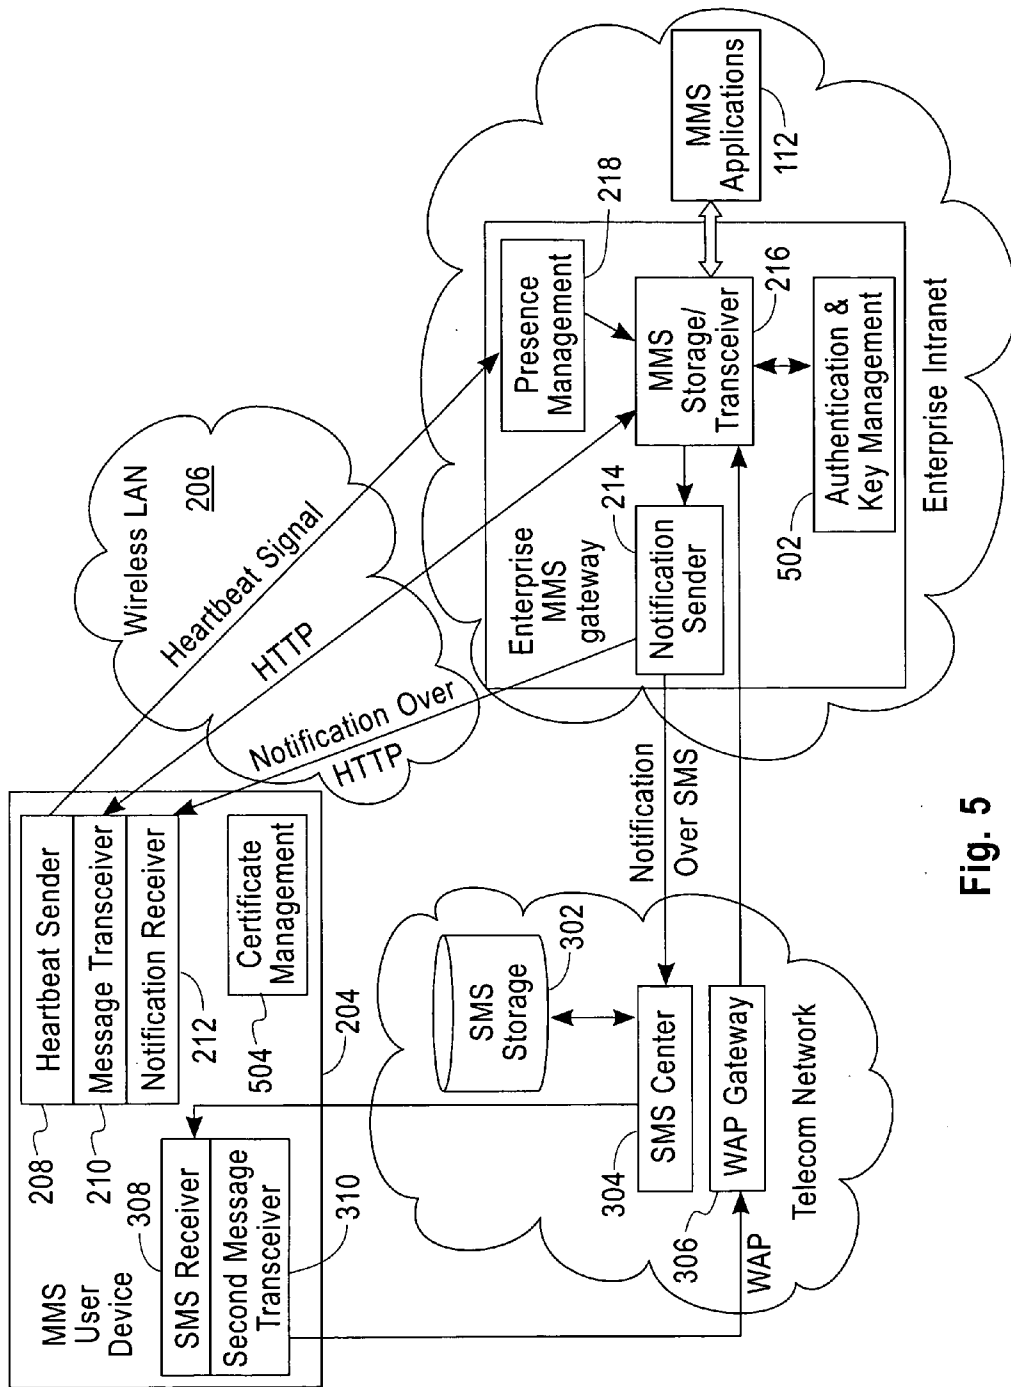 MMS
User
Device
208
Heartbeat Sender
210
Message Transceiver
Notification Receiver
212
308
SMS Receiver
Second Message
Transceiver
310
504
Certificate
Management
204
Wireless LAN
206
Heartbeat Signal
HTTP
Notification Over
HTTP
Presence
Management
218
Enterprise
MMS
gateway
MMS
Storage/
Transceiver
216
MMS
Applications
112
214
Notification
Sender
502
Authentication &
Key Management
Enterprise Intranet
Notification
Over SMS
SMS
Storage
302
304
SMS Center
306
WAP Gateway
WAP
Telecom Network
Fig. 5